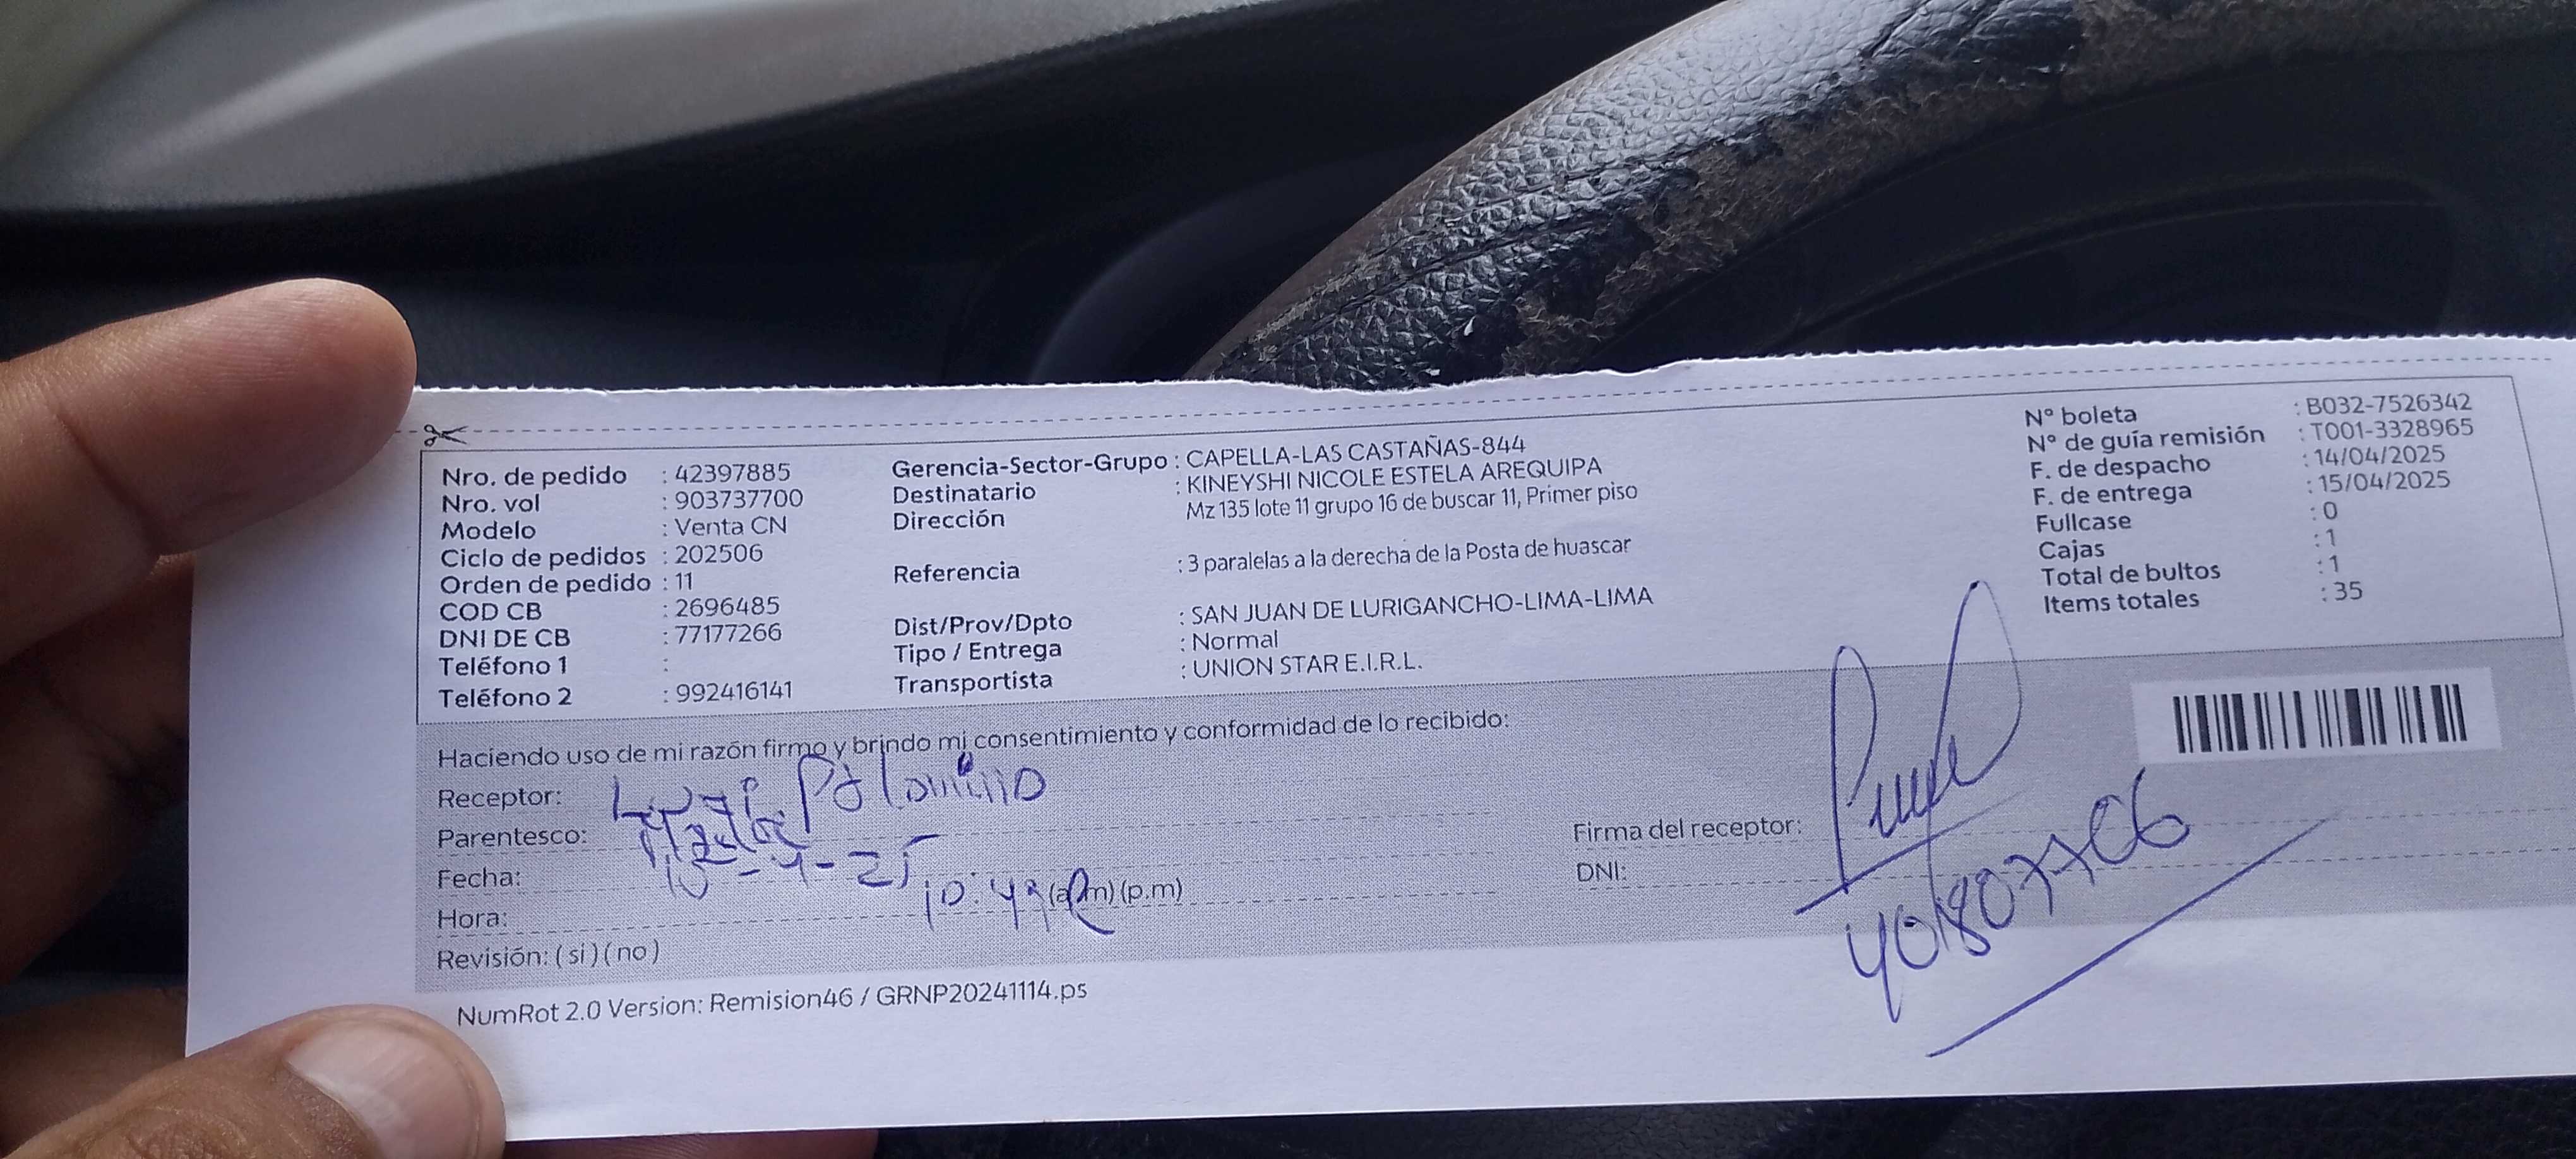 Nro. de pedido : 42397885
Nro. vol : 903737700
Modelo : Venta CN
Ciclo de pedidos : 202506
Orden de pedido : 11
COD CB : 2696485
DNI DE CB : 77177266
Teléfono 1 :
Teléfono 2 : 992416141
Gerencia-Sector-Grupo : CAPELLA-LAS CASTAÑAS-844
Destinatario : KINEYSHI NICOLE ESTELA AREQUIPA
Dirección Mz 135 lote 11 grupo 16 de buscar 11, Primer piso
Referencia : 3 paralelas a la derecha de la Posta de huascar
Dist/Prov/Dpto : SAN JUAN DE LURIGANCHO-LIMA-LIMA
Tipo / Entrega : Normal
Transportista : UNION STAR E.I.R.L.
N° boleta : B032-7526342
N° de guía remisión : T001-3328965
F. de despacho : 14/04/2025
F. de entrega : 15/04/2025
Fullcase : 0
Cajas : 1
Total de bultos : 1
Items totales : 35
Haciendo uso de mi razón firmo y brindo mi consentimiento y conformidad de lo recibido:
Receptor: Palomino
Parentesco:
Fecha: 15-4-25
Hora: 10:49 (a.m) (p.m)
Revisión: ( si ) ( no )
Firma del receptor:
DNI:
NumRot 2.0 Version: Remision46 / GRNP20241114.ps